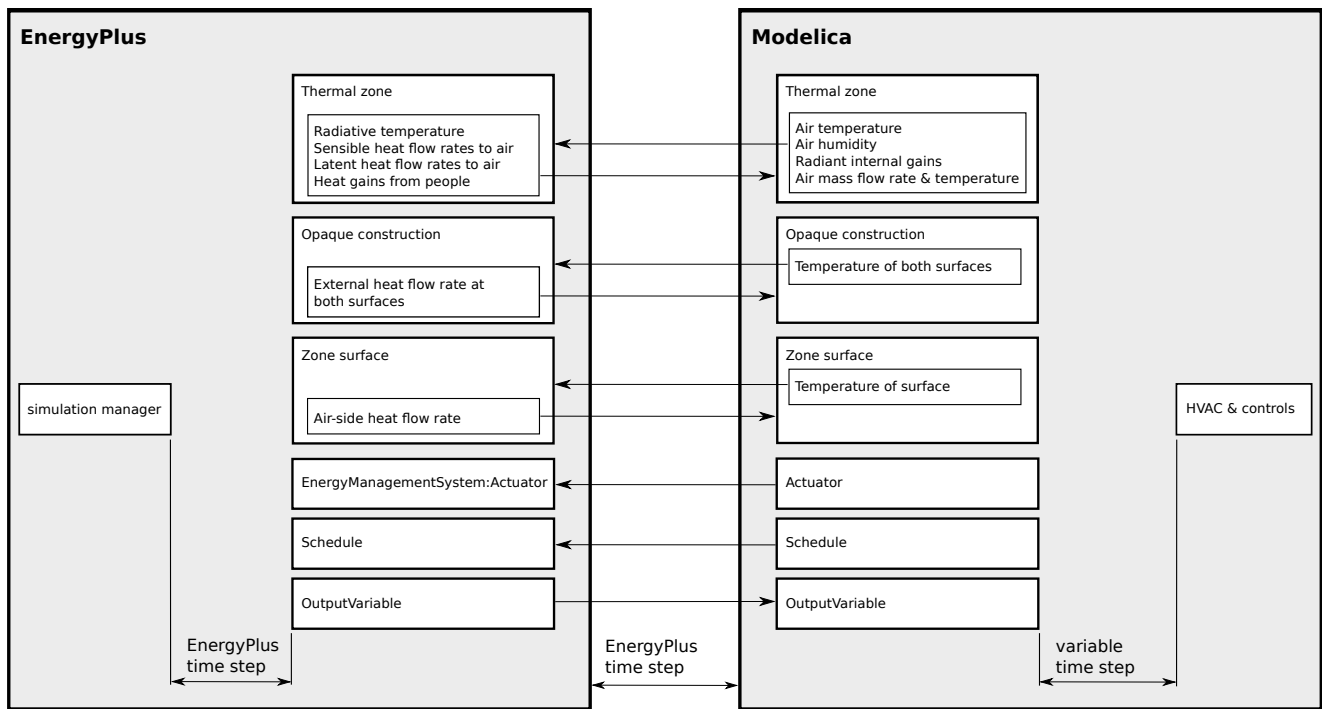 EnergyPlus
simulation manager
Thermal zone
Radiative temperature
Sensible heat flow rates to air
Latent heat flow rates to air
Heat gains from people
Opaque construction
External heat flow rate at
both surfaces
Zone surface
Air-side heat flow rate
EnergyManagementSystem:Actuator
Schedule
OutputVariable
EnergyPlus
time step
EnergyPlus
time step
Modelica
Thermal zone
Air temperature
Air humidity
Radiant internal gains
Air mass flow rate & temperature
Opaque construction
Temperature of both surfaces
Zone surface
Temperature of surface
Actuator
Schedule
OutputVariable
HVAC & controls
variable
time step